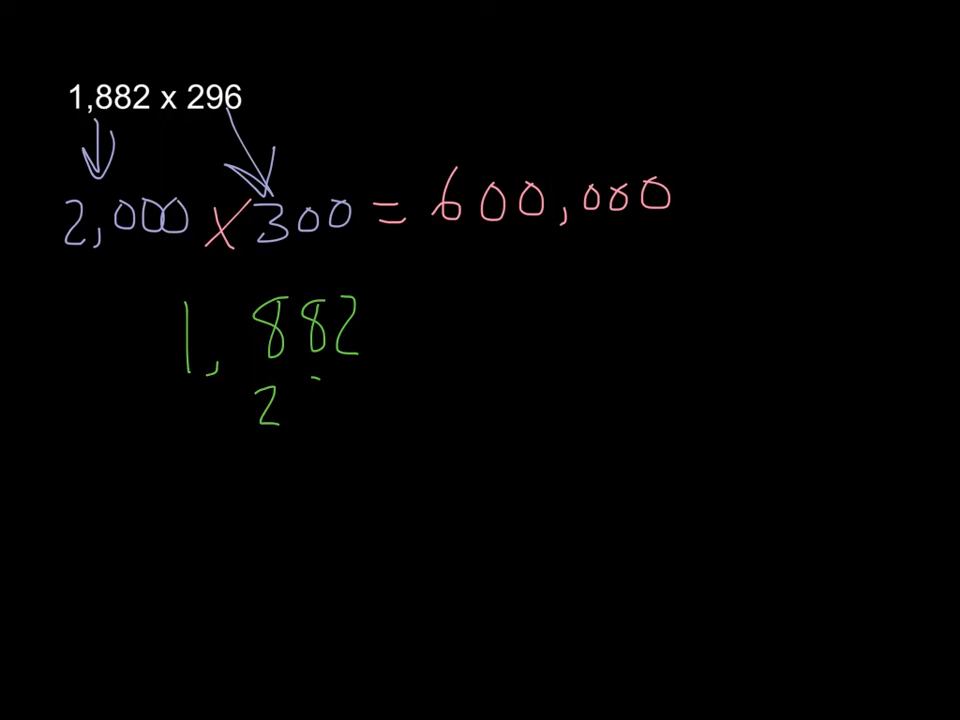 1,882 x 296
2,000 x 300 = 600,000
1,882
2